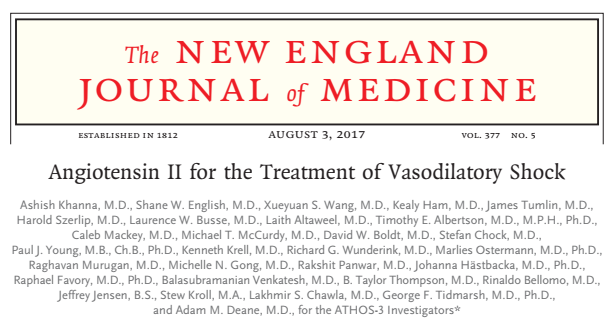 The NEW ENGLAND
JOURNAL of MEDICINE
ESTABLISHED IN 1812 AUGUST 3, 2017 VOL. 377 NO. 5
Angiotensin II for the Treatment of Vasodilatory Shock
Ashish Khanna, M.D., Shane W. English, M.D., Xueyuan S. Wang, M.D., Kealy Ham, M.D., James Tumlin, M.D.,
Harold Szerlip, M.D., Laurence W. Busse, M.D., Laith Altaweel, M.D., Timothy E. Albertson, M.D., M.P.H., Ph.D.,
Caleb Mackey, M.D., Michael T. McCurdy, M.D., David W. Boldt, M.D., Stefan Chock, M.D.,
Paul J. Young, M.B., Ch.B., Ph.D., Kenneth Krell, M.D., Richard G. Wunderink, M.D., Marlies Ostermann, M.D., Ph.D.,
Raghavan Murugan, M.D., Michelle N. Gong, M.D., Rakshit Panwar, M.D., Johanna Hästbacka, M.D., Ph.D.,
Raphael Favory, M.D., Ph.D., Balasubramanian Venkatesh, M.D., B. Taylor Thompson, M.D., Rinaldo Bellomo, M.D.,
Jeffrey Jensen, B.S., Stew Kroll, M.A., Lakhmir S. Chawla, M.D., George F. Tidmarsh, M.D., Ph.D.,
and Adam M. Deane, M.D., for the ATHOS-3 Investigators*